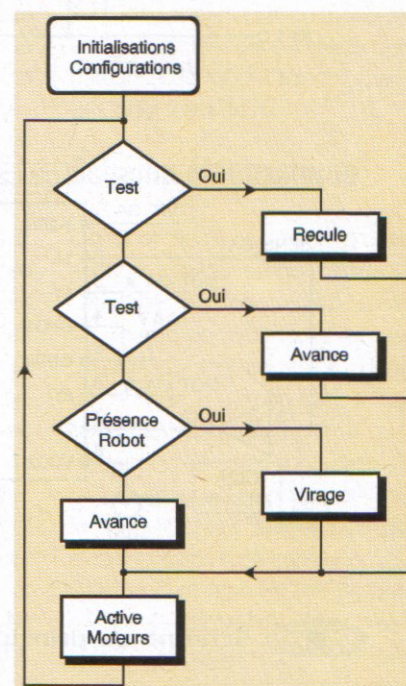 Initialisations
Configurations
Test
Oui
Recule
Test
Oui
Avance
Présence
Robot
Oui
Avance
Virage
Active
Moteurs